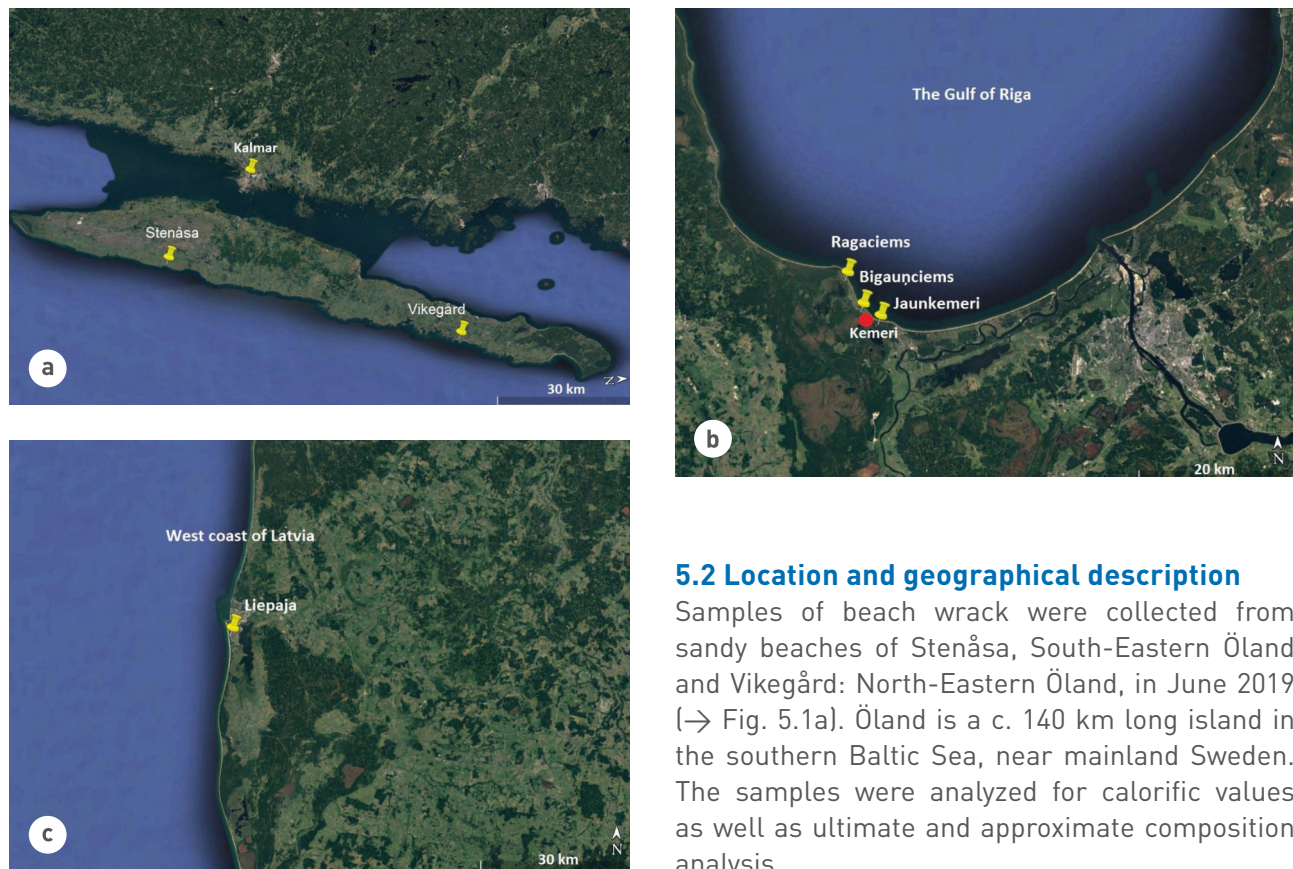 Kalmar
Stenåsa
Vikegård
a
N
30 km
The Gulf of Riga
Ragaciems
Bigauņciems
Jaunkemeri
Kemeri
b
N
20 km
West coast of Latvia
Liepaja
c
N
30 km
5.2 Location and geographical description
Samples of beach wrack were collected from
sandy beaches of Stenåsa, South-Eastern Öland
and Vikegård: North-Eastern Öland, in June 2019
(→ Fig. 5.1a). Öland is a c. 140 km long island in
the southern Baltic Sea, near mainland Sweden.
The samples were analyzed for calorific values
as well as ultimate and approximate composition
analysis